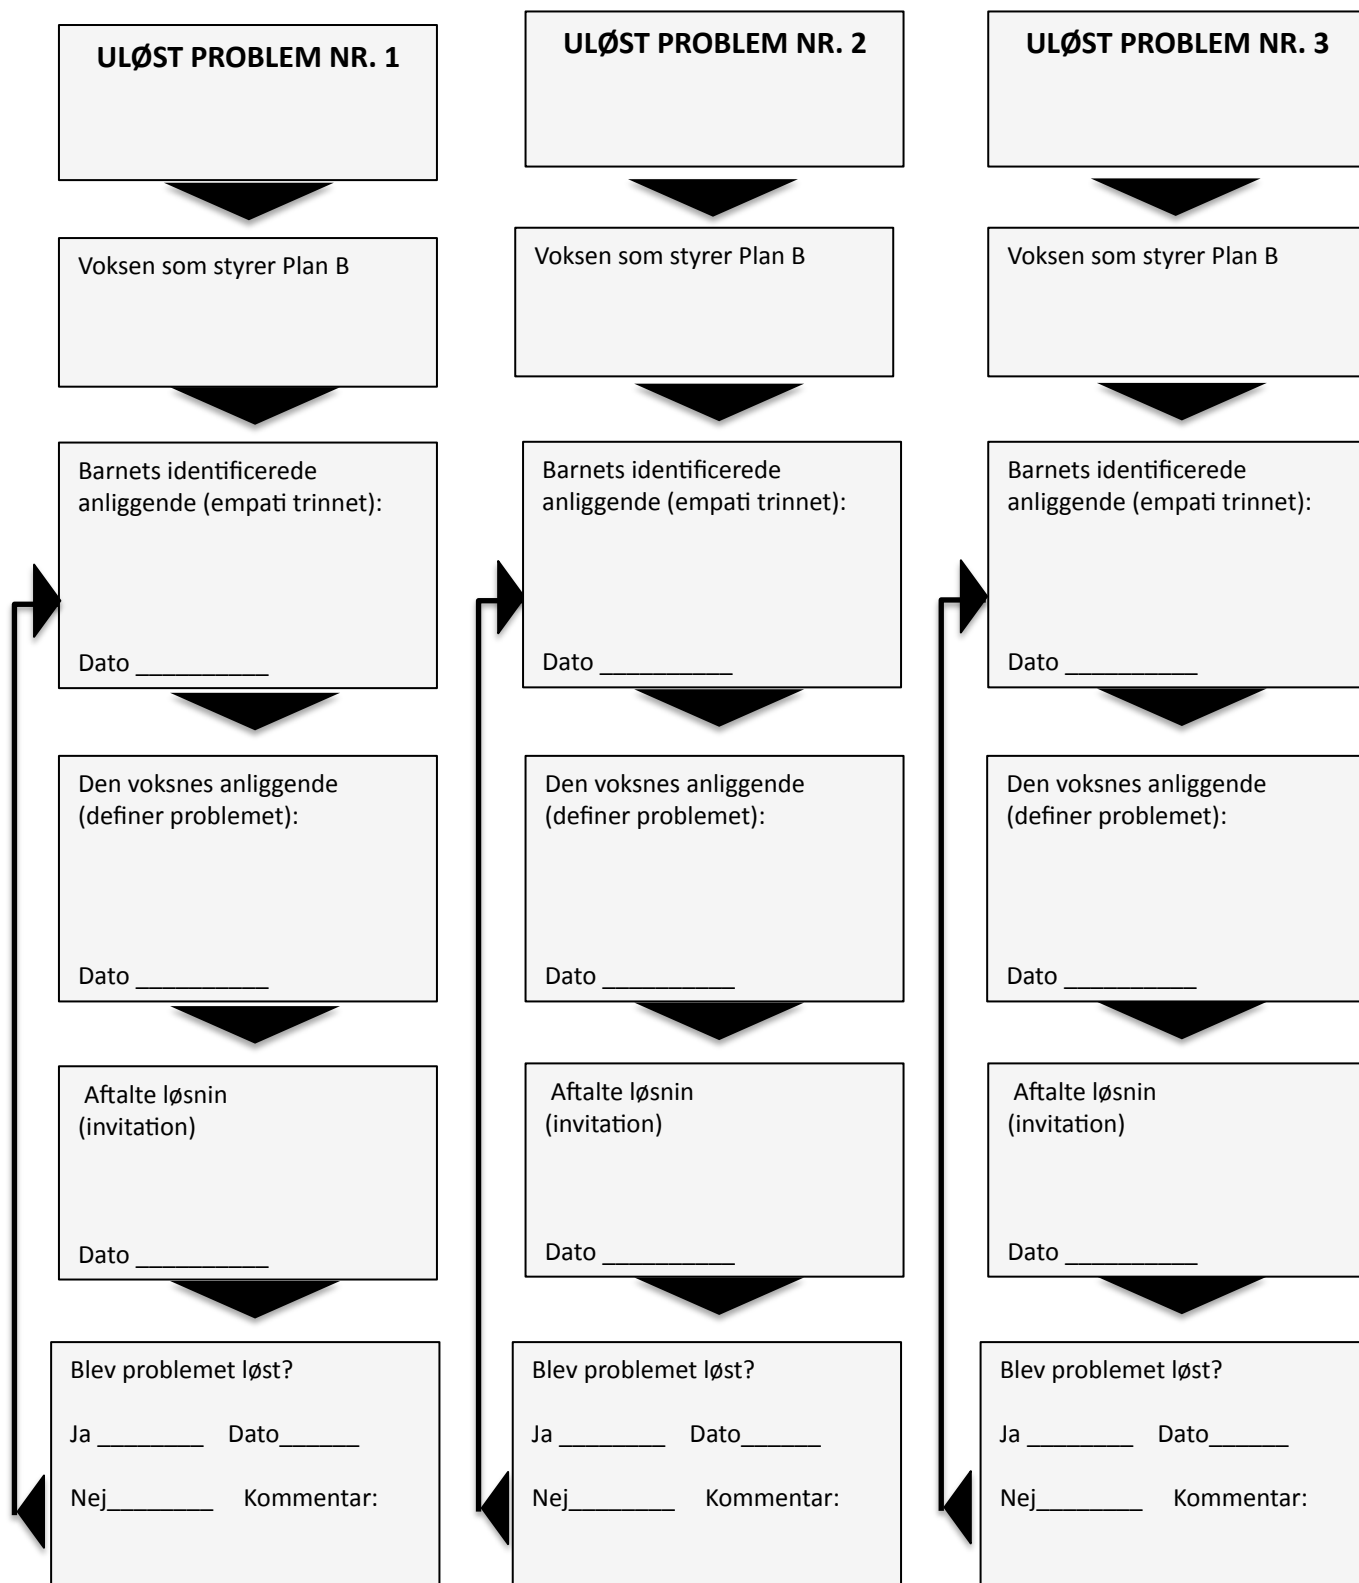 ULØST PROBLEM NR. 1
Voksen som styrer Plan B
Barnets identificerede
anliggende (empati trinnet):
Dato __________
Den voksnes anliggende
(definer problemet):
Dato __________
Aftalte løsnin
(invitation)
Dato __________
Blev problemet løst?
Ja ________ Dato______
Nej________ Kommentar:
ULØST PROBLEM NR. 2
Voksen som styrer Plan B
Barnets identificerede
anliggende (empati trinnet):
Dato __________
Den voksnes anliggende
(definer problemet):
Dato __________
Aftalte løsnin
(invitation)
Dato __________
Blev problemet løst?
Ja ________ Dato______
Nej________ Kommentar:
ULØST PROBLEM NR. 3
Voksen som styrer Plan B
Barnets identificerede
anliggende (empati trinnet):
Dato __________
Den voksnes anliggende
(definer problemet):
Dato __________
Aftalte løsnin
(invitation)
Dato __________
Blev problemet løst?
Ja ________ Dato______
Nej________ Kommentar: